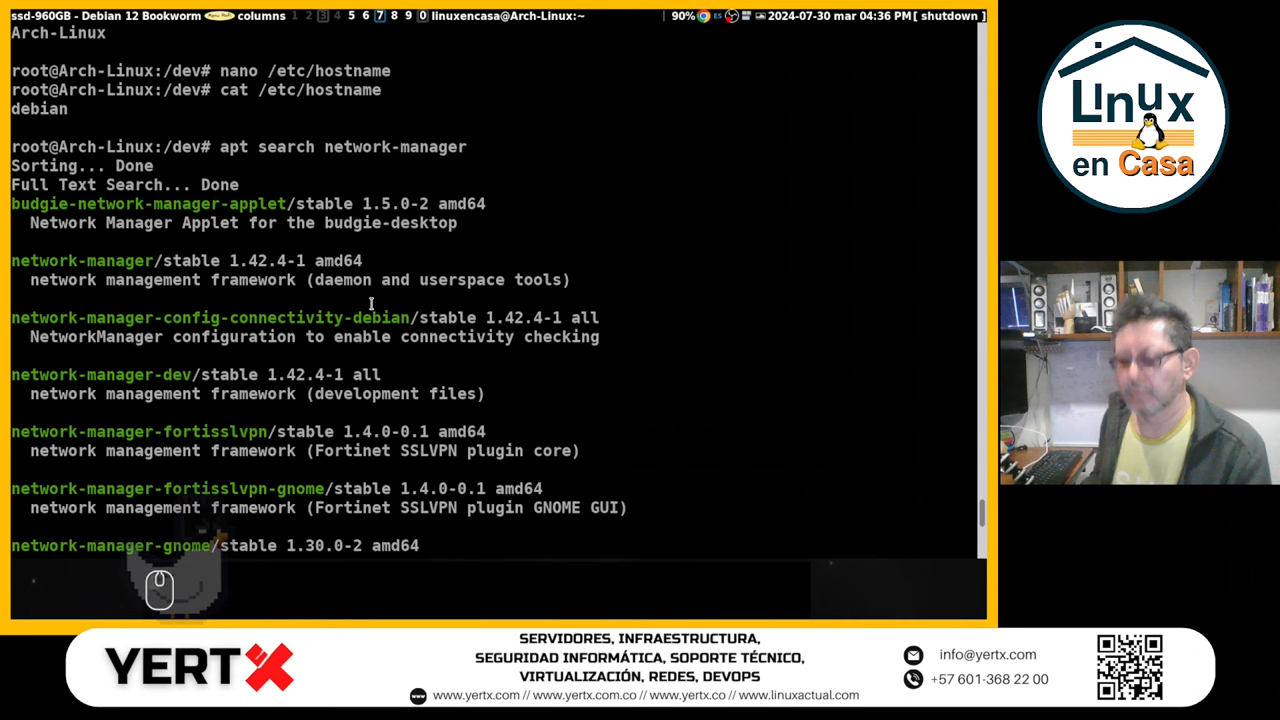 ssd-960GB - Debian 12 Bookworm columns 1 2 3 4 5 6 7 8 9 0 linuxencasa@Arch-Linux:~ 90% ES 2024-07-30 mar 04:36 PM[ shutdown ]
Arch-Linux
root@Arch-Linux:/dev# nano /etc/hostname
root@Arch-Linux:/dev# cat /etc/hostname
debian
root@Arch-Linux:/dev# apt search network-manager
Sorting... Done
Full Text Search... Done
budgie-network-manager-applet/stable 1.5.0-2 amd64
Network Manager Applet for the budgie-desktop
network-manager/stable 1.42.4-1 amd64
network management framework (daemon and userspace tools)
network-manager-config-connectivity-debian/stable 1.42.4-1 all
NetworkManager configuration to enable connectivity checking
network-manager-dev/stable 1.42.4-1 all
network management framework (development files)
network-manager-fortisslvpn/stable 1.4.0-0.1 amd64
network management framework (Fortinet SSLVPN plugin core)
network-manager-fortisslvpn-gnome/stable 1.4.0-0.1 amd64
network management framework (Fortinet SSLVPN plugin GNOME GUI)
network-manager-gnome/stable 1.30.0-2 amd64
Linux
en Casa
YERTX
SERVIDORES, INFRAESTRUCTURA,
SEGURIDAD INFORMÁTICA, SOPORTE TÉCNICO,
VIRTUALIZACIÓN, REDES, DEVOPS
www.yertx.com // www.yertx.com.co // www.yertx.co // www.linuxactual.com
info@yertx.com
+57 601-368 22 00